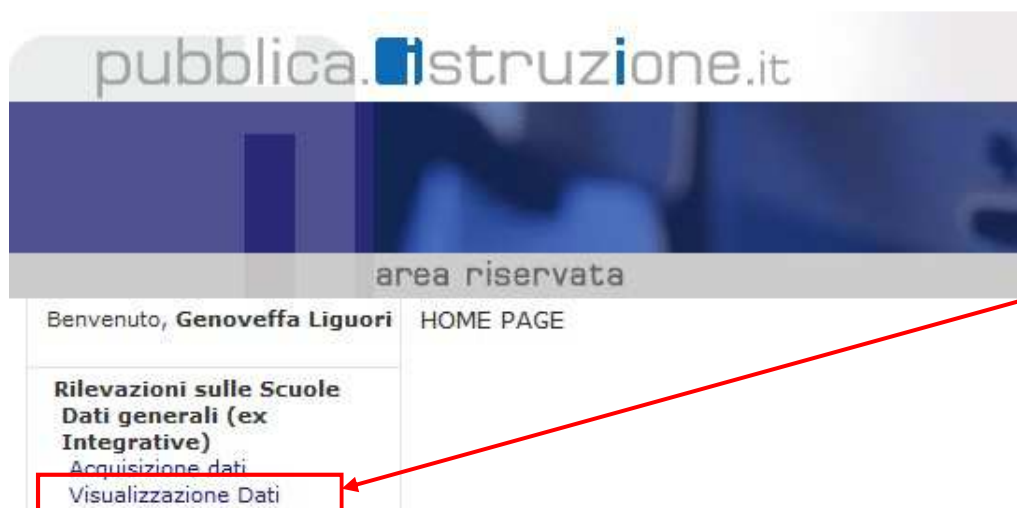 pubblica.istruzione.it
area riservata
Benvenuto, Genoveffa Liguori
HOME PAGE
Rilevazioni sulle Scuole
Dati generali (ex
Integrative)
Acquisizione dati
Visualizzazione Dati